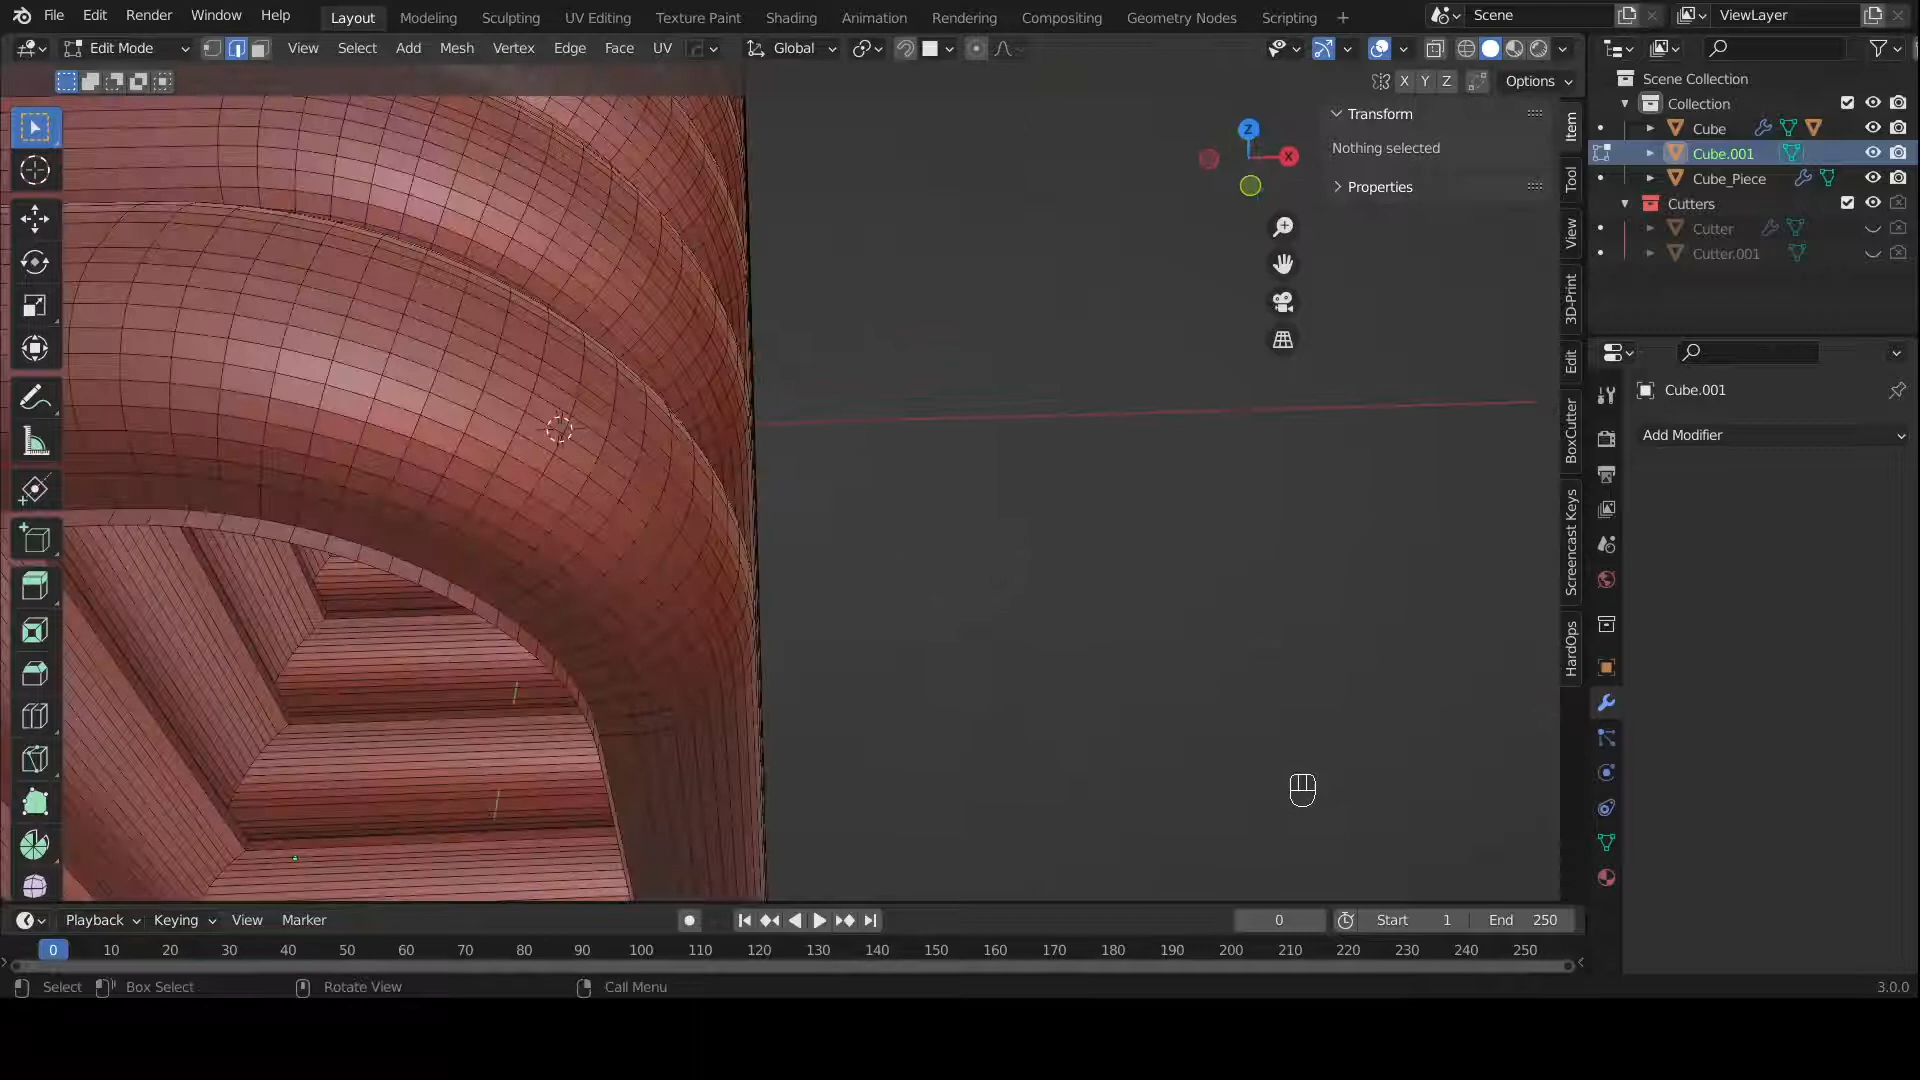 File Edit Render Window Help Layout Modeling Sculpting UV Editing Texture Paint Shading Animation Rendering Compositing Geometry Nodes Scripting + Scene ViewLayer
Edit Mode View Select Add Mesh Vertex Edge Face UV Global
X Y Z Options
Scene Collection
Collection
Cube
Cube.001
Cube_Piece
Cutters
Cutter
Cutter.001
Transform
Nothing selected
Properties
Z
X
Item
Tool
View
3D-Print
Edit
BoxCutter
Screencast Keys
HardOps
Cube.001
Add Modifier
Playback Keying View Marker 0 Start 1 End 250
0 10 20 30 40 50 60 70 80 90 100 110 120 130 140 150 160 170 180 190 200 210 220 230 240 250
Select Box Select Rotate View Call Menu 3.0.0